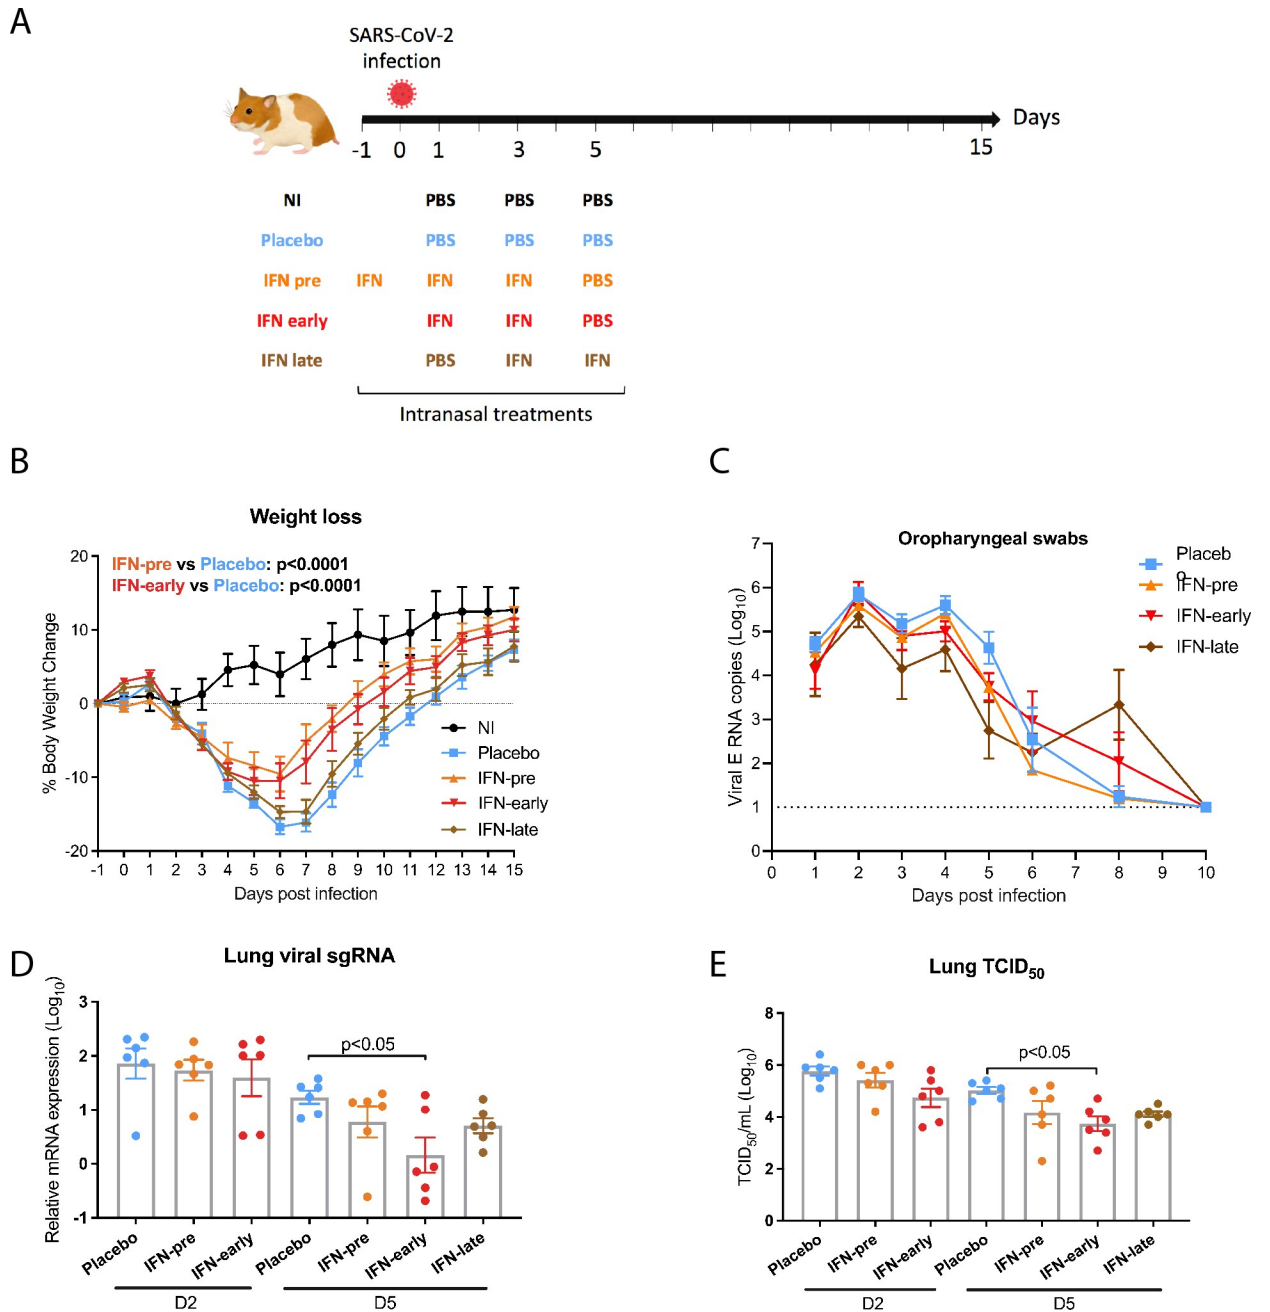 A
SARS-CoV-2
infection
Days
-1 0 1 3 5 15
NI PBS PBS PBS
Placebo PBS PBS PBS
IFN pre IFN IFN IFN PBS
IFN early IFN IFN PBS
IFN late PBS IFN IFN
Intranasal treatments
B
Weight loss
IFN-pre vs Placebo: p<0.0001
IFN-early vs Placebo: p<0.0001
% Body Weight Change
20
10
0
-10
-20
NI
Placebo
IFN-pre
IFN-early
IFN-late
-1 0 1 2 3 4 5 6 7 8 9 10 11 12 13 14 15
Days post infection
C
Oropharyngeal swabs
Placeb
o
IFN-pre
IFN-early
IFN-late
Viral E RNA copies (Log10)
7
6
5
4
3
2
1
0
0 1 2 3 4 5 6 7 8 9 10
Days post infection
D
Lung viral sgRNA
Relative mRNA expression (Log10)
3
2
1
0
-1
p<0.05
Placebo IFN-pre IFN-early Placebo IFN-pre IFN-early IFN-late
D2 D5
E
Lung TCID50
TCID50/mL (Log10)
8
6
4
2
0
p<0.05
Placebo IFN-pre IFN-early Placebo IFN-pre IFN-early IFN-late
D2 D5